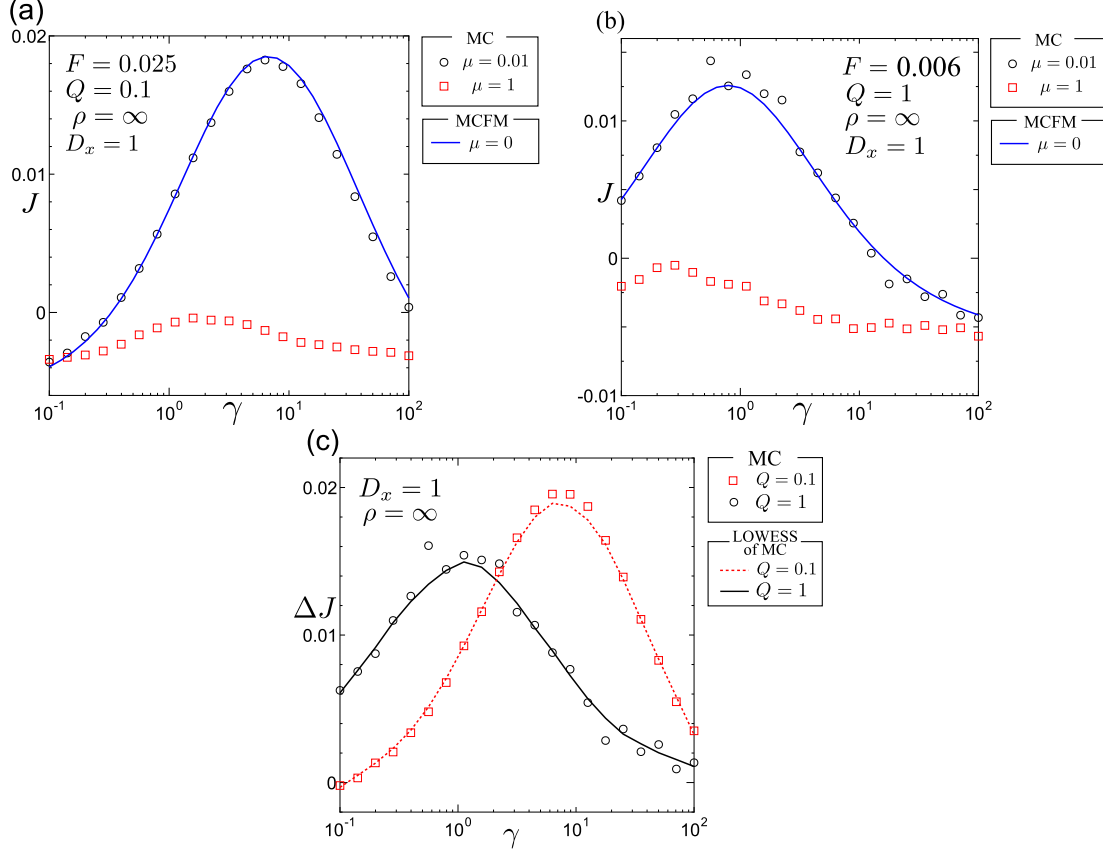 (a)
0.02
0.01
0
J
F = 0.025
Q = 0.1
ρ = ∞
D_x = 1
10^-1
10^0
10^1
10^2
γ
MC
μ = 0.01
μ = 1
MCFM
μ = 0
(b)
0.01
0
-0.01
J
F = 0.006
Q = 1
ρ = ∞
D_x = 1
10^-1
10^0
10^1
10^2
γ
MC
μ = 0.01
μ = 1
MCFM
μ = 0
(c)
0.02
0.01
0
ΔJ
D_x = 1
ρ = ∞
10^-1
10^0
10^1
10^2
γ
MC
Q = 0.1
Q = 1
LOWESS
of MC
Q = 0.1
Q = 1